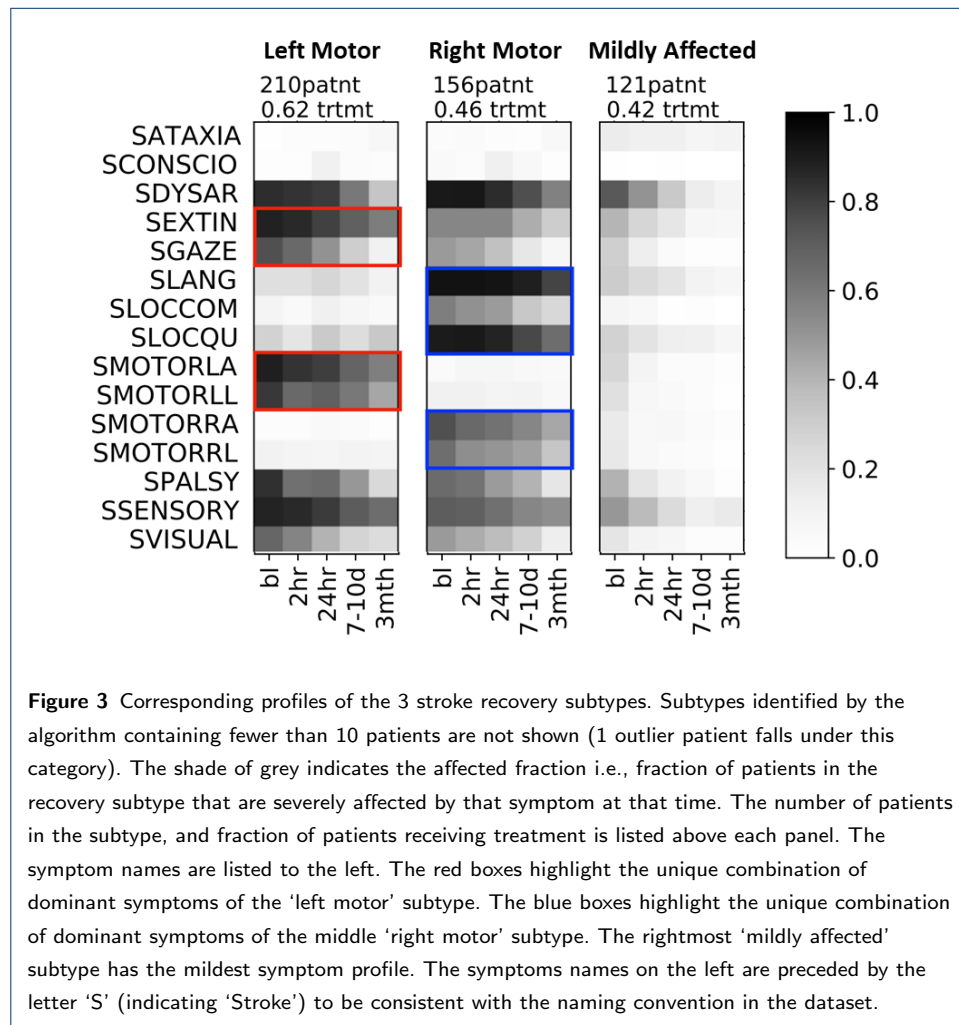 Left Motor Right Motor Mildly Affected
210patnt 156patnt 121patnt
0.62 trtmt 0.46 trtmt 0.42 trtmt
SATAXIA
SCONSCIO
SDYSAR
SEXTIN
SGAZE
SLANG
SLOCCOM
SLOCQU
SMOTORLA
SMOTORLL
SMOTORRA
SMOTORRL
SPALSY
SSENSORY
SVISUAL
bl 2hr 24hr 7-10d 3mth
bl 2hr 24hr 7-10d 3mth
bl 2hr 24hr 7-10d 3mth
1.0
0.8
0.6
0.4
0.2
0.0
Figure 3 Corresponding profiles of the 3 stroke recovery subtypes. Subtypes identified by the
algorithm containing fewer than 10 patients are not shown (1 outlier patient falls under this
category). The shade of grey indicates the affected fraction i.e., fraction of patients in the
recovery subtype that are severely affected by that symptom at that time. The number of patients
in the subtype, and fraction of patients receiving treatment is listed above each panel. The
symptom names are listed to the left. The red boxes highlight the unique combination of
dominant symptoms of the ‘left motor’ subtype. The blue boxes highlight the unique combination
of dominant symptoms of the middle ‘right motor’ subtype. The rightmost ‘mildly affected’
subtype has the mildest symptom profile. The symptoms names on the left are preceded by the
letter ‘S’ (indicating ‘Stroke’) to be consistent with the naming convention in the dataset.